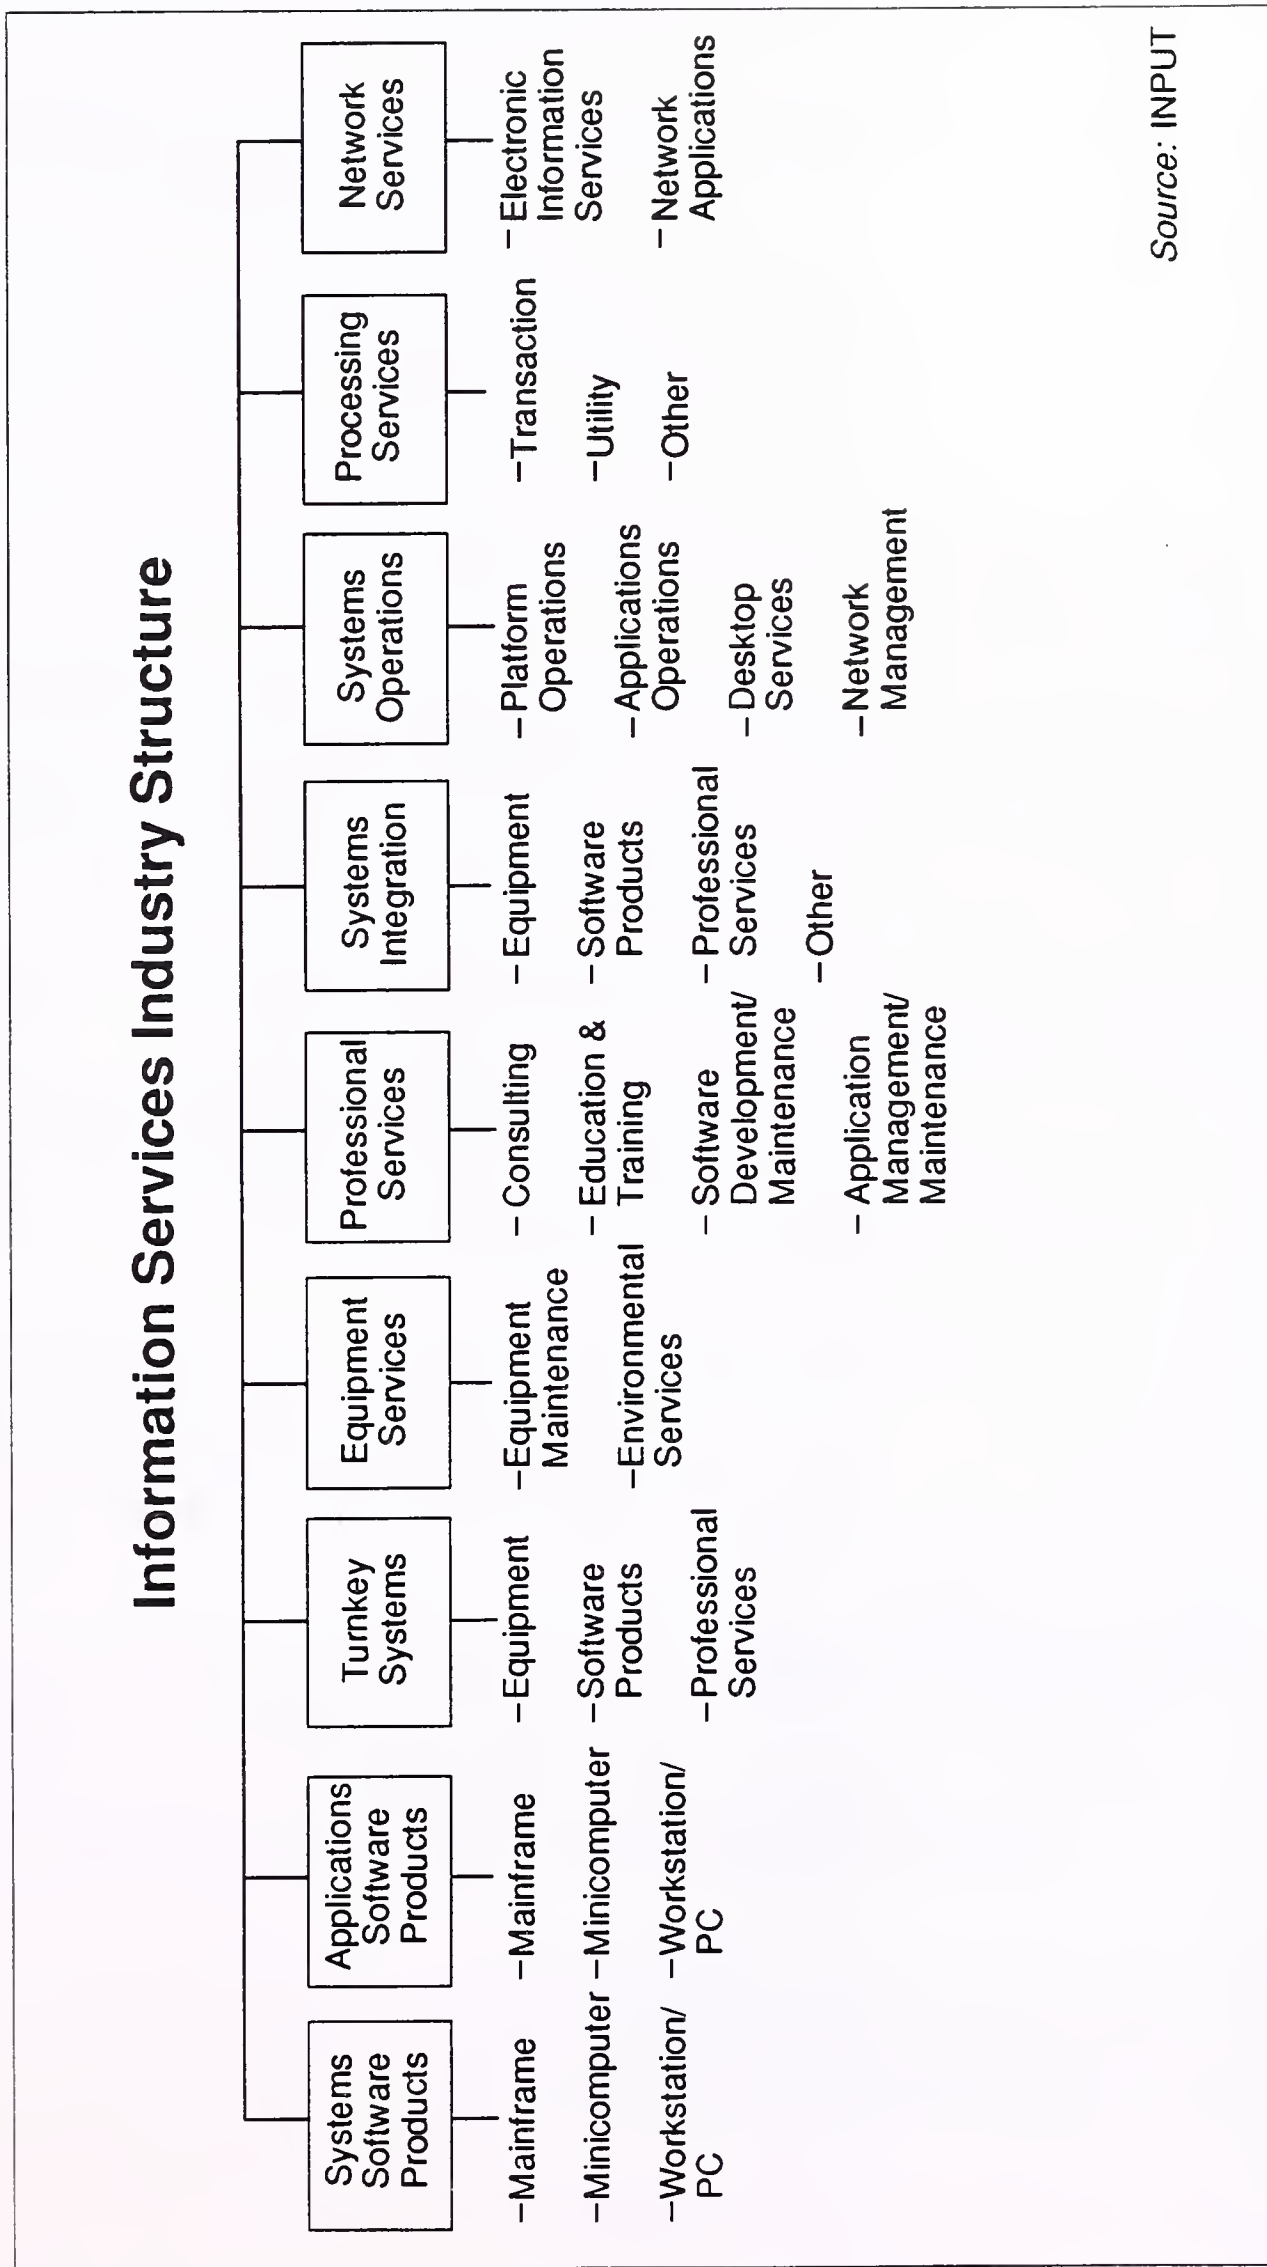 Information Services Industry Structure
Systems
Software
Products
–Mainframe
–Minicomputer
–Workstation/
PC
Applications
Software
Products
–Mainframe
–Minicomputer
–Workstation/
PC
Turnkey
Systems
–Equipment
–Software
Products
–Professional
Services
Equipment
Services
–Equipment
Maintenance
–Environmental
Services
Professional
Services
– Consulting
– Education &
Training
– Software
Development/
Maintenance
– Application
Management/
Maintenance
Systems
Integration
– Equipment
– Software
Products
– Professional
Services
– Other
Systems
Operations
– Platform
Operations
– Applications
Operations
– Desktop
Services
– Network
Management
Processing
Services
–Transaction
–Utility
–Other
Network
Services
– Electronic
Information
Services
– Network
Applications
Source: INPUT